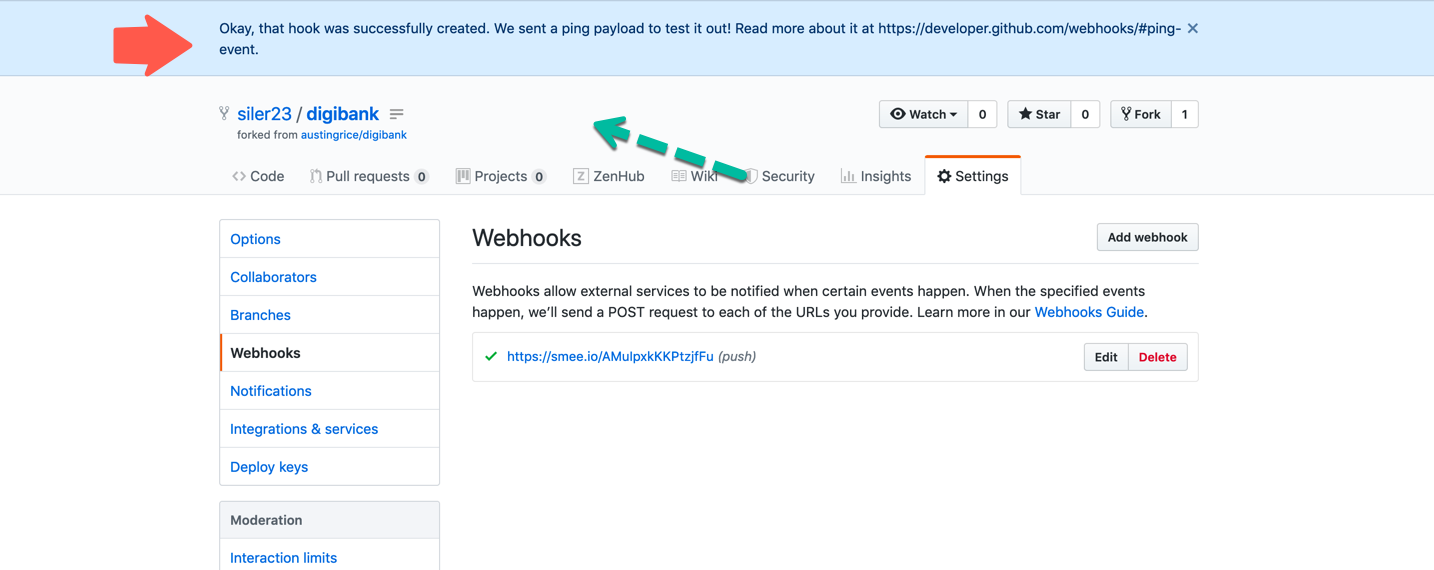 Okay, that hook was successfully created. We sent a ping payload to test it out! Read more about it at https://developer.github.com/webhooks/#ping-
event.
siler23 / digibank
forked from austingrice/digibank
Watch 0 Star 0 Fork 1
Code Pull requests 0 Projects 0 ZenHub Wiki Security Insights Settings
Options
Collaborators
Branches
Webhooks
Notifications
Integrations & services
Deploy keys
Moderation
Interaction limits
Webhooks
Add webhook
Webhooks allow external services to be notified when certain events happen. When the specified events
happen, we’ll send a POST request to each of the URLs you provide. Learn more in our Webhooks Guide.
https://smee.io/AMuIpxkKKPtzjfFu (push) Edit Delete